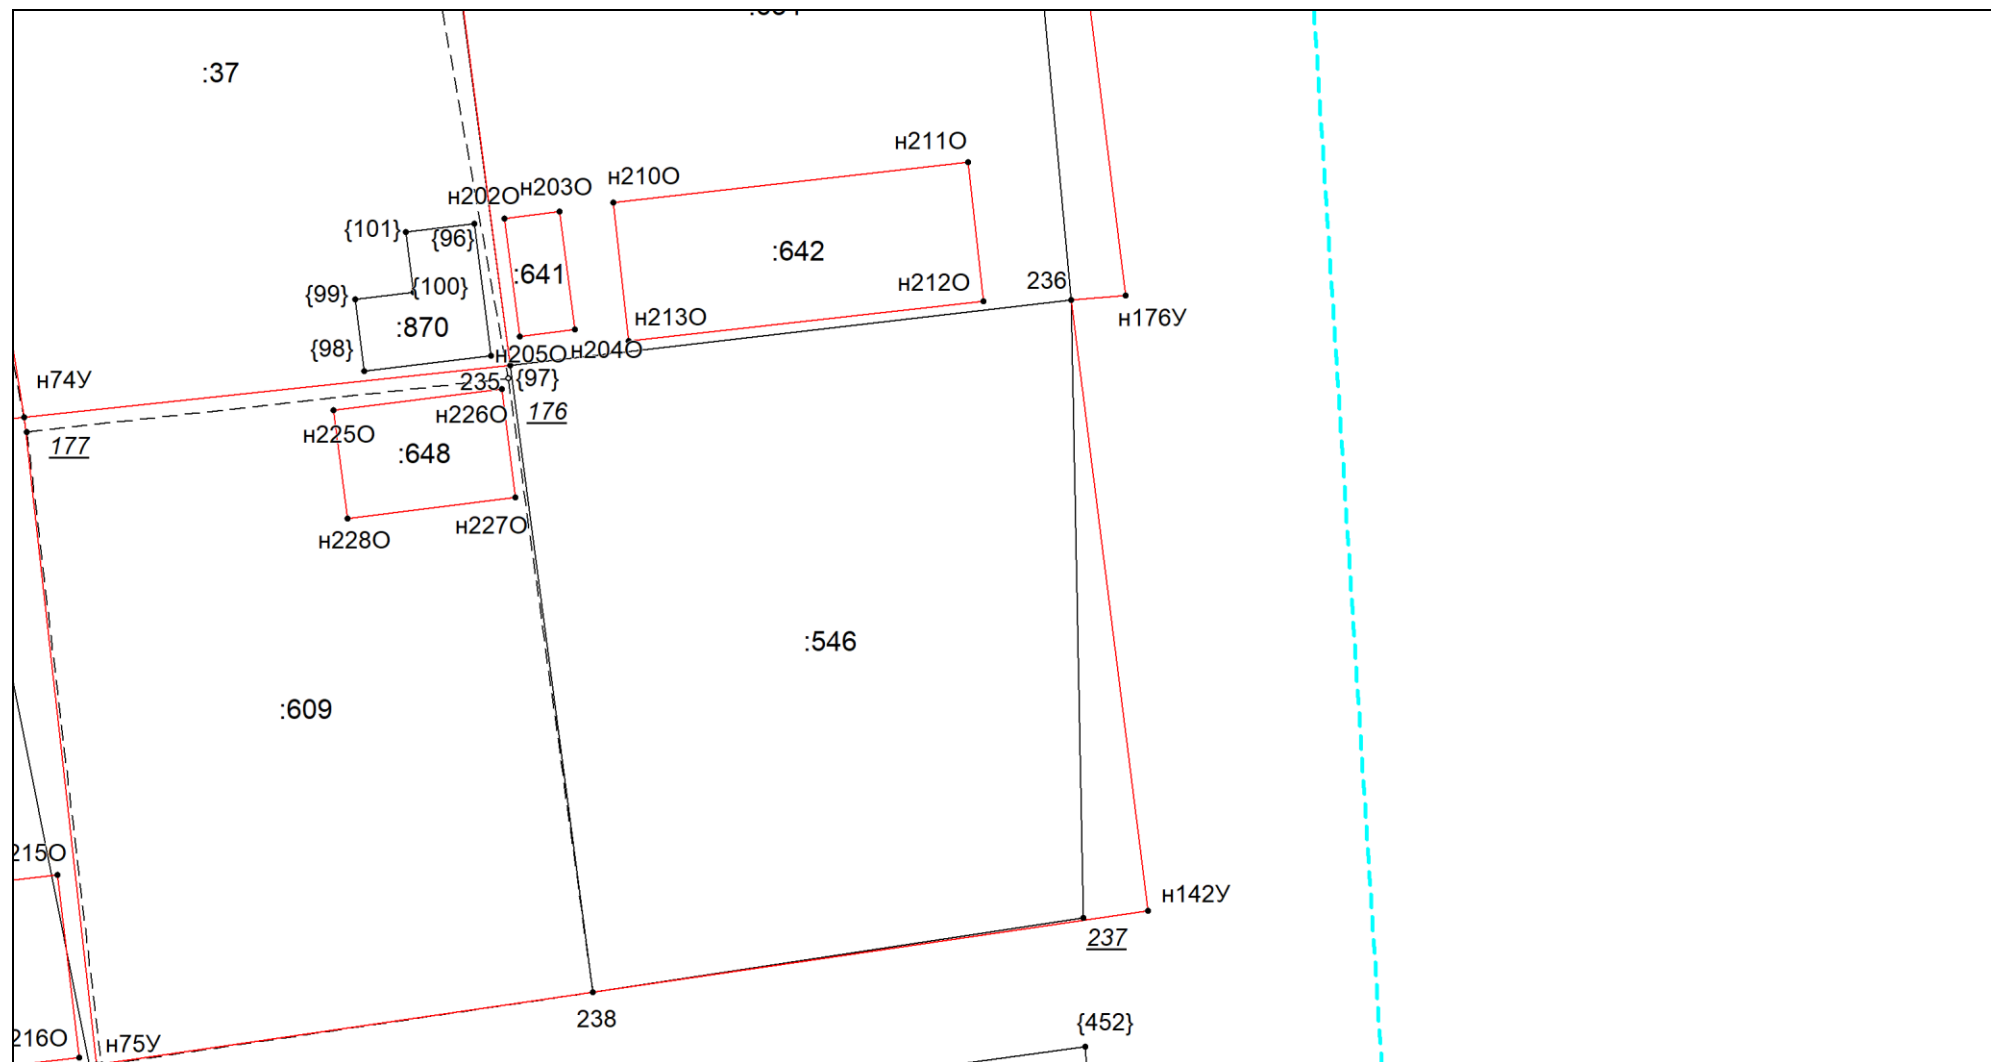 :37
н211О
н210О
н203О
н202О
{101}
{96}
:642
:641
н212О
236
{100}
{99}
н176У
н213О
:870
{98}
н204О
н205О
н74У
235
{97}
176
н226О
н225О
177
:648
н227О
н228О
:546
:609
215О
н142У
237
238
{452}
216О
н75У